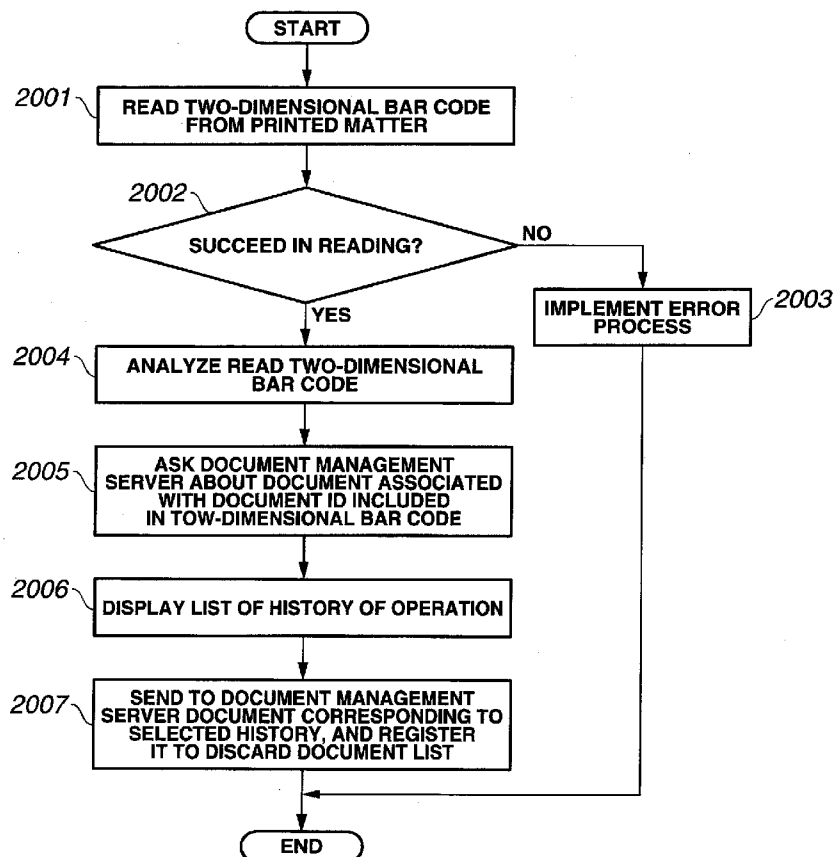 START
2001
READ TWO-DIMENSIONAL BAR CODE
FROM PRINTED MATTER
2002
SUCCEED IN READING?
NO
YES
IMPLEMENT ERROR
PROCESS
2003
2004
ANALYZE READ TWO-DIMENSIONAL
BAR CODE
2005
ASK DOCUMENT MANAGEMENT
SERVER ABOUT DOCUMENT ASSOCIATED
WITH DOCUMENT ID INCLUDED
IN TOW-DIMENSIONAL BAR CODE
2006
DISPLAY LIST OF HISTORY OF OPERATION
2007
SEND TO DOCUMENT MANAGEMENT
SERVER DOCUMENT CORRESPONDING TO
SELECTED HISTORY, AND REGISTER
IT TO DISCARD DOCUMENT LIST
END